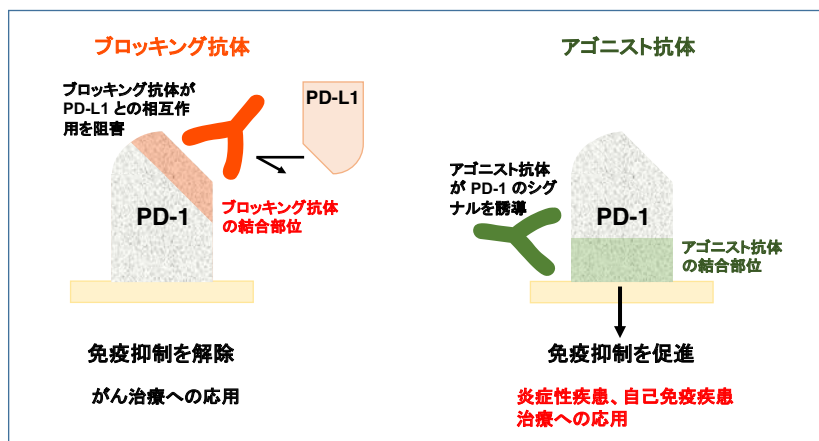 ブロッキング抗体
ブロッキング抗体が
PD-L1 との相互作
用を阻害
PD-L1
PD-1
ブロッキング抗体
の結合部位
免疫抑制を解除
がん治療への応用
アゴニスト抗体
アゴニスト抗体
が PD-1 のシグ
ナルを誘導
PD-1
アゴニスト抗体
の結合部位
免疫抑制を促進
炎症性疾患、自己免疫疾患
治療への応用